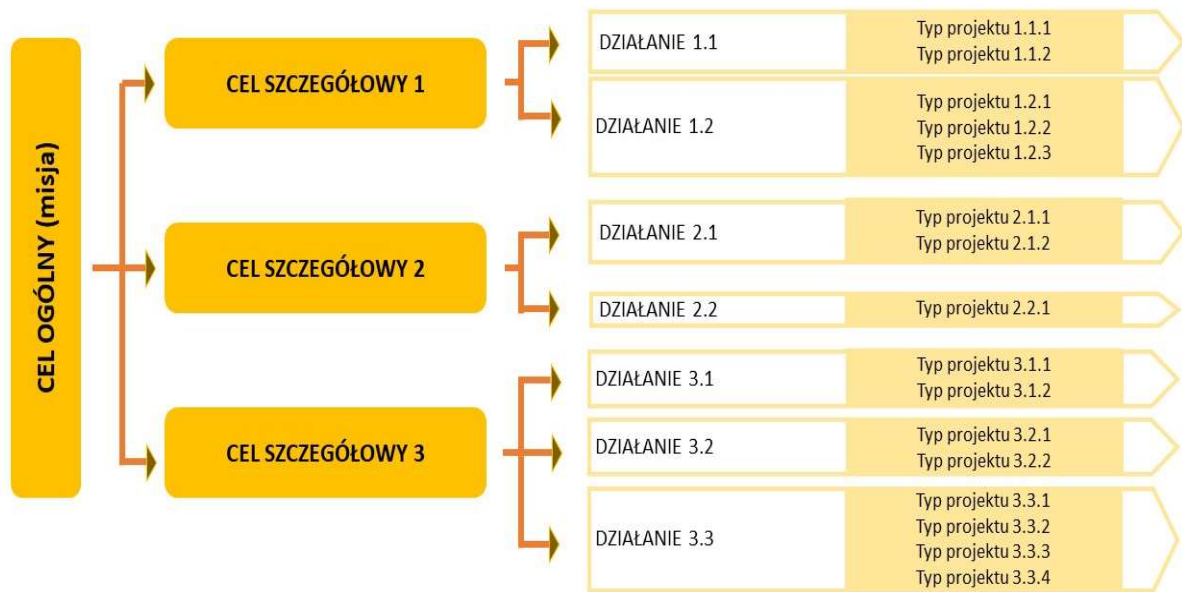 CEL OGÓLNY (misja)
CEL SZCZEGÓŁOWY 1
DZIAŁANIE 1.1
Typ projektu 1.1.1
Typ projektu 1.1.2
DZIAŁANIE 1.2
Typ projektu 1.2.1
Typ projektu 1.2.2
Typ projektu 1.2.3
CEL SZCZEGÓŁOWY 2
DZIAŁANIE 2.1
Typ projektu 2.1.1
Typ projektu 2.1.2
DZIAŁANIE 2.2
Typ projektu 2.2.1
CEL SZCZEGÓŁOWY 3
DZIAŁANIE 3.1
Typ projektu 3.1.1
Typ projektu 3.1.2
DZIAŁANIE 3.2
Typ projektu 3.2.1
Typ projektu 3.2.2
DZIAŁANIE 3.3
Typ projektu 3.3.1
Typ projektu 3.3.2
Typ projektu 3.3.3
Typ projektu 3.3.4